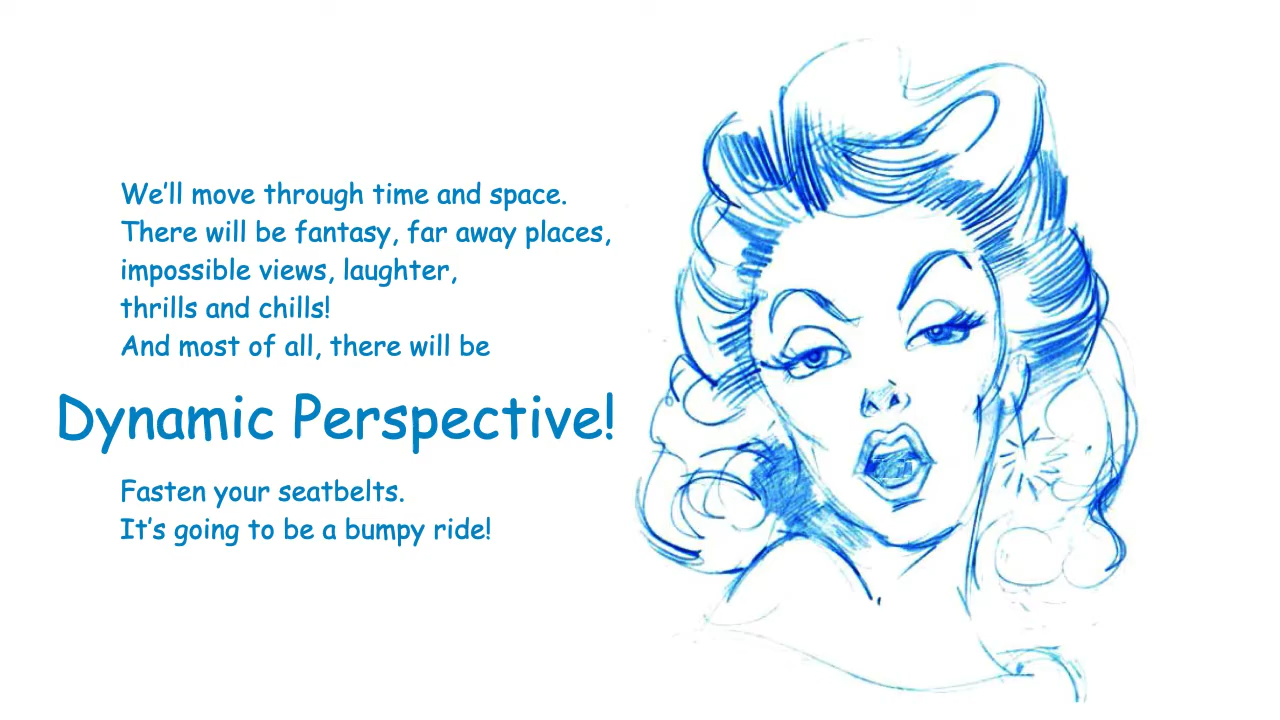 We’ll move through time and space.
There will be fantasy, far away places,
impossible views, laughter,
thrills and chills!
And most of all, there will be
Dynamic Perspective!
Fasten your seatbelts.
It’s going to be a bumpy ride!